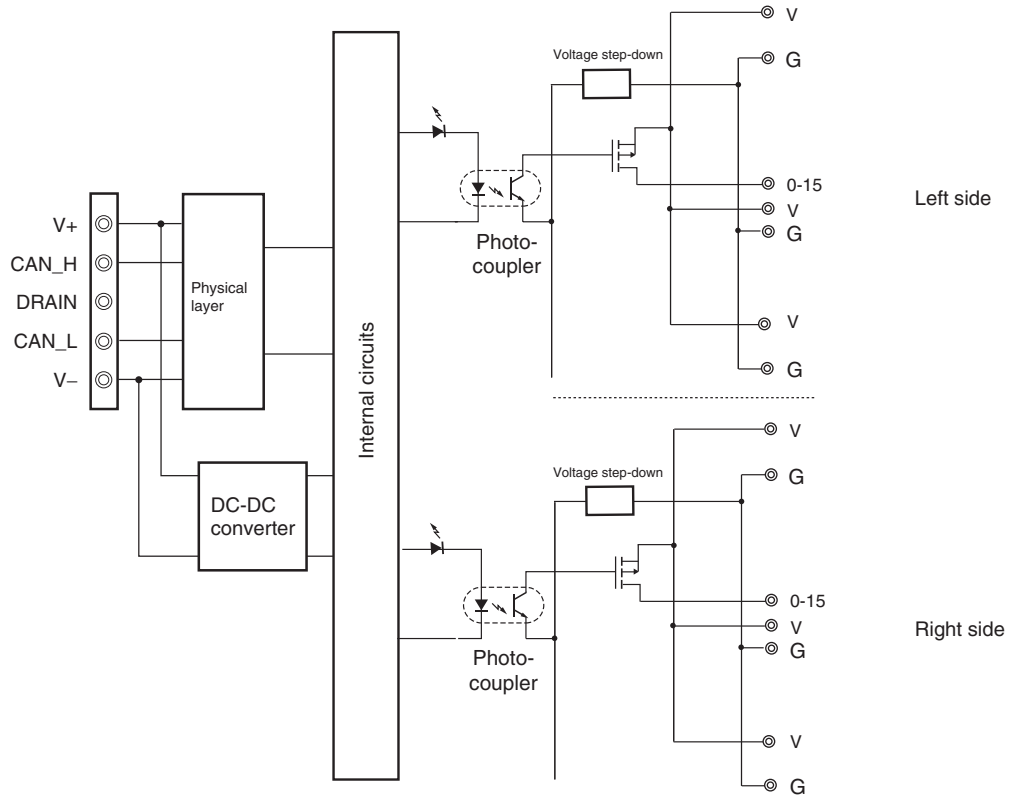 V+
CAN_H
DRAIN
CAN_L
V–
Physical
layer
DC-DC
converter
Internal circuits
Voltage step-down
Photo-
coupler
V
G
0-15
V
G
V
G
Left side
Voltage step-down
Photo-
coupler
V
G
0-15
V
G
V
G
Right side